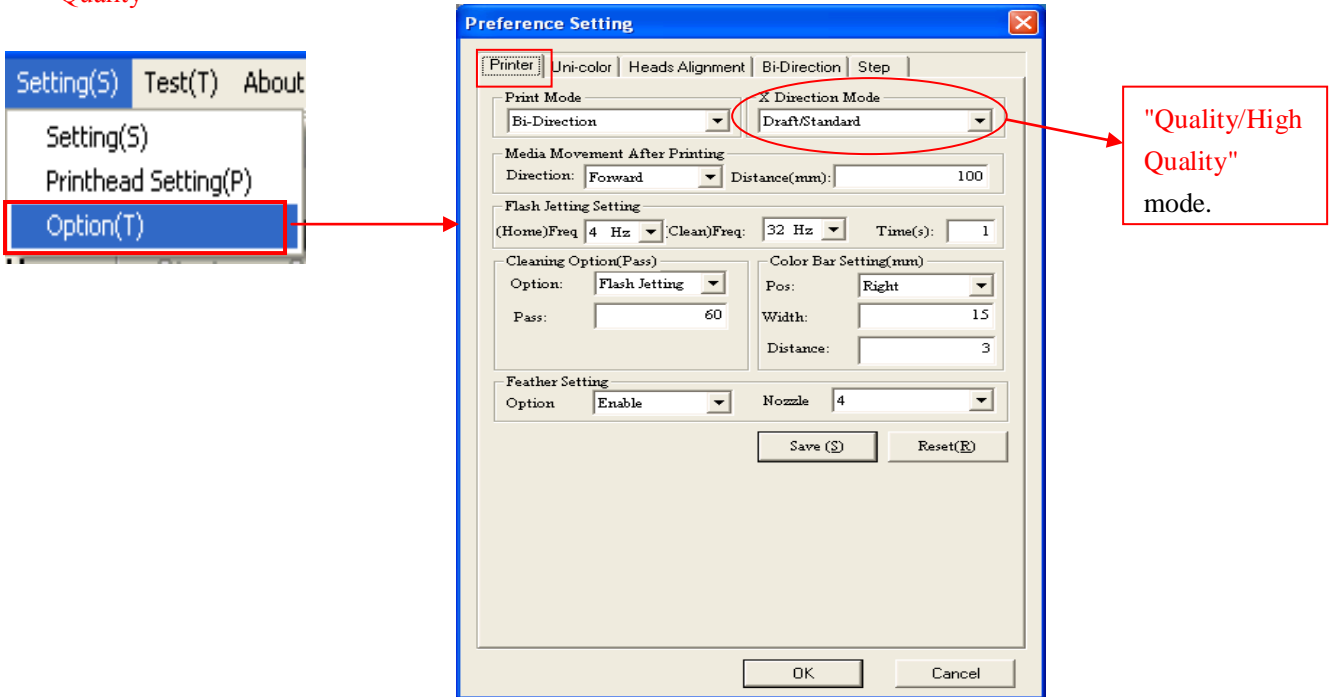 Quality
Setting(S) Test(T) About
Setting(S)
Printhead Setting(P)
Option(T)
Preference Setting
Printer Uni-color Heads Alignment Bi-Direction Step
Print Mode X Direction Mode
Bi-Direction Draft/Standard
Media Movement After Printing
Direction: Forward Distance(mm): 100
Flash Jetting Setting
(Home)Freq 4 Hz (Clean)Freq: 32 Hz Time(s): 1
Cleaning Option(Pass) Color Bar Setting(mm)
Option: Flash Jetting Pos: Right
Pass: 60 Width: 15
Distance: 3
Feather Setting
Option Enable Nozzle 4
Save (S) Reset(R)
OK Cancel
"Quality/High
Quality"
mode.